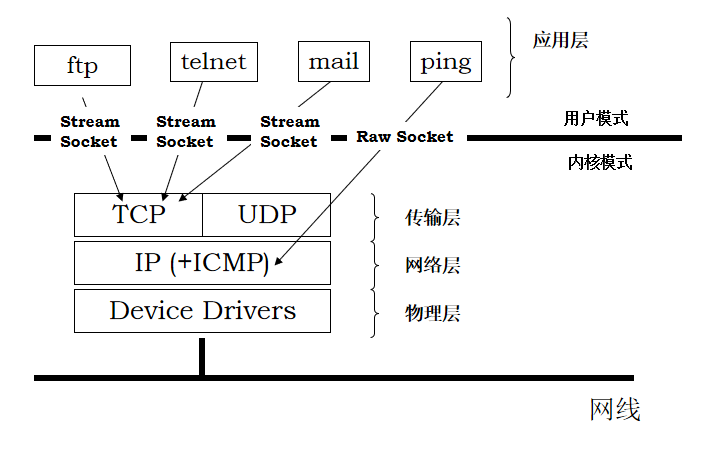 ftp
telnet
mail
ping
应用层
Stream
Socket
Stream
Socket
Stream
Socket
Raw Socket
用户模式
内核模式
TCP
UDP
传输层
IP (+ICMP)
网络层
Device Drivers
物理层
网线